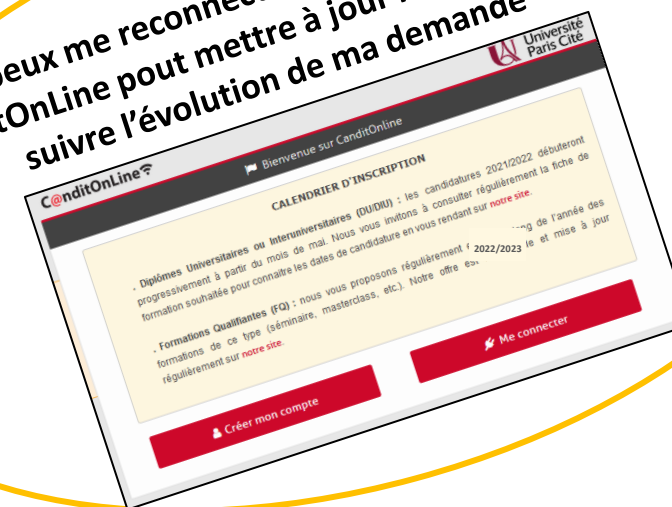 peux me reconnec
tOnLine pout mettre à jour
suivre l'évolution de ma demande
Université
Paris Cité
C@nditOnLine
Bienvenue sur CanditOnline
CALENDRIER D'INSCRIPTION
. Diplômes Universitaires ou Interuniversitaires (DU/DIU) : les candidatures 2021/2022 débuteront
progressivement à partir du mois de mai. Nous vous invitons à consulter régulièrement la fiche de
formation souhaitée pour connaitre les dates de candidature en vous rendant sur notre site.
. Formations Qualifiantes (FQ) : nous vous proposons régulièrement long de l'année des
2022/2023
formations de ce type (séminaire, masterclass, etc.). Notre offre et mise à jour
régulièrement sur notre site.
Créer mon compte
Me connecter